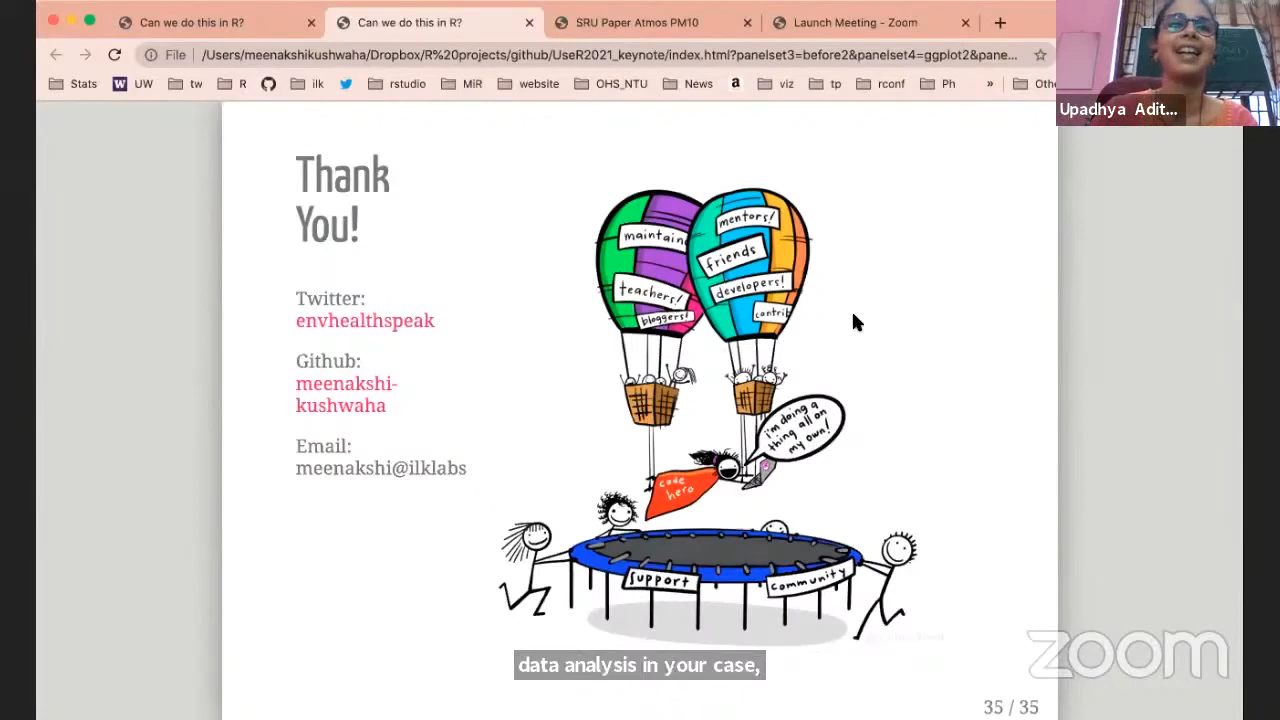 Can we do this in R?
Can we do this in R?
SRU Paper Atmos PM10
Launch Meeting - Zoom
File
/Users/meenakshikushwaha/Dropbox/R%20projects/github/UseR2021_keynote/index.html?panelset3=before2&panelset4=ggplot2&pane...
Stats
W UW
tw
R
ilk
rstudio
MiR
website
OHS_NTU
News
a
viz
tp
rconf
Ph
»
Othe
Upadhya Adit...
Thank
You!
Twitter:
envhealthspeak
Github:
meenakshi-
kushwaha
Email:
meenakshi@ilklabs
maintain
teachers!
bloggers!
mentors!
friends
developers!
contrib
I'm doing a
thing all on
my own!
code
hero
support
community
data analysis in your case,
zoom
35 / 35